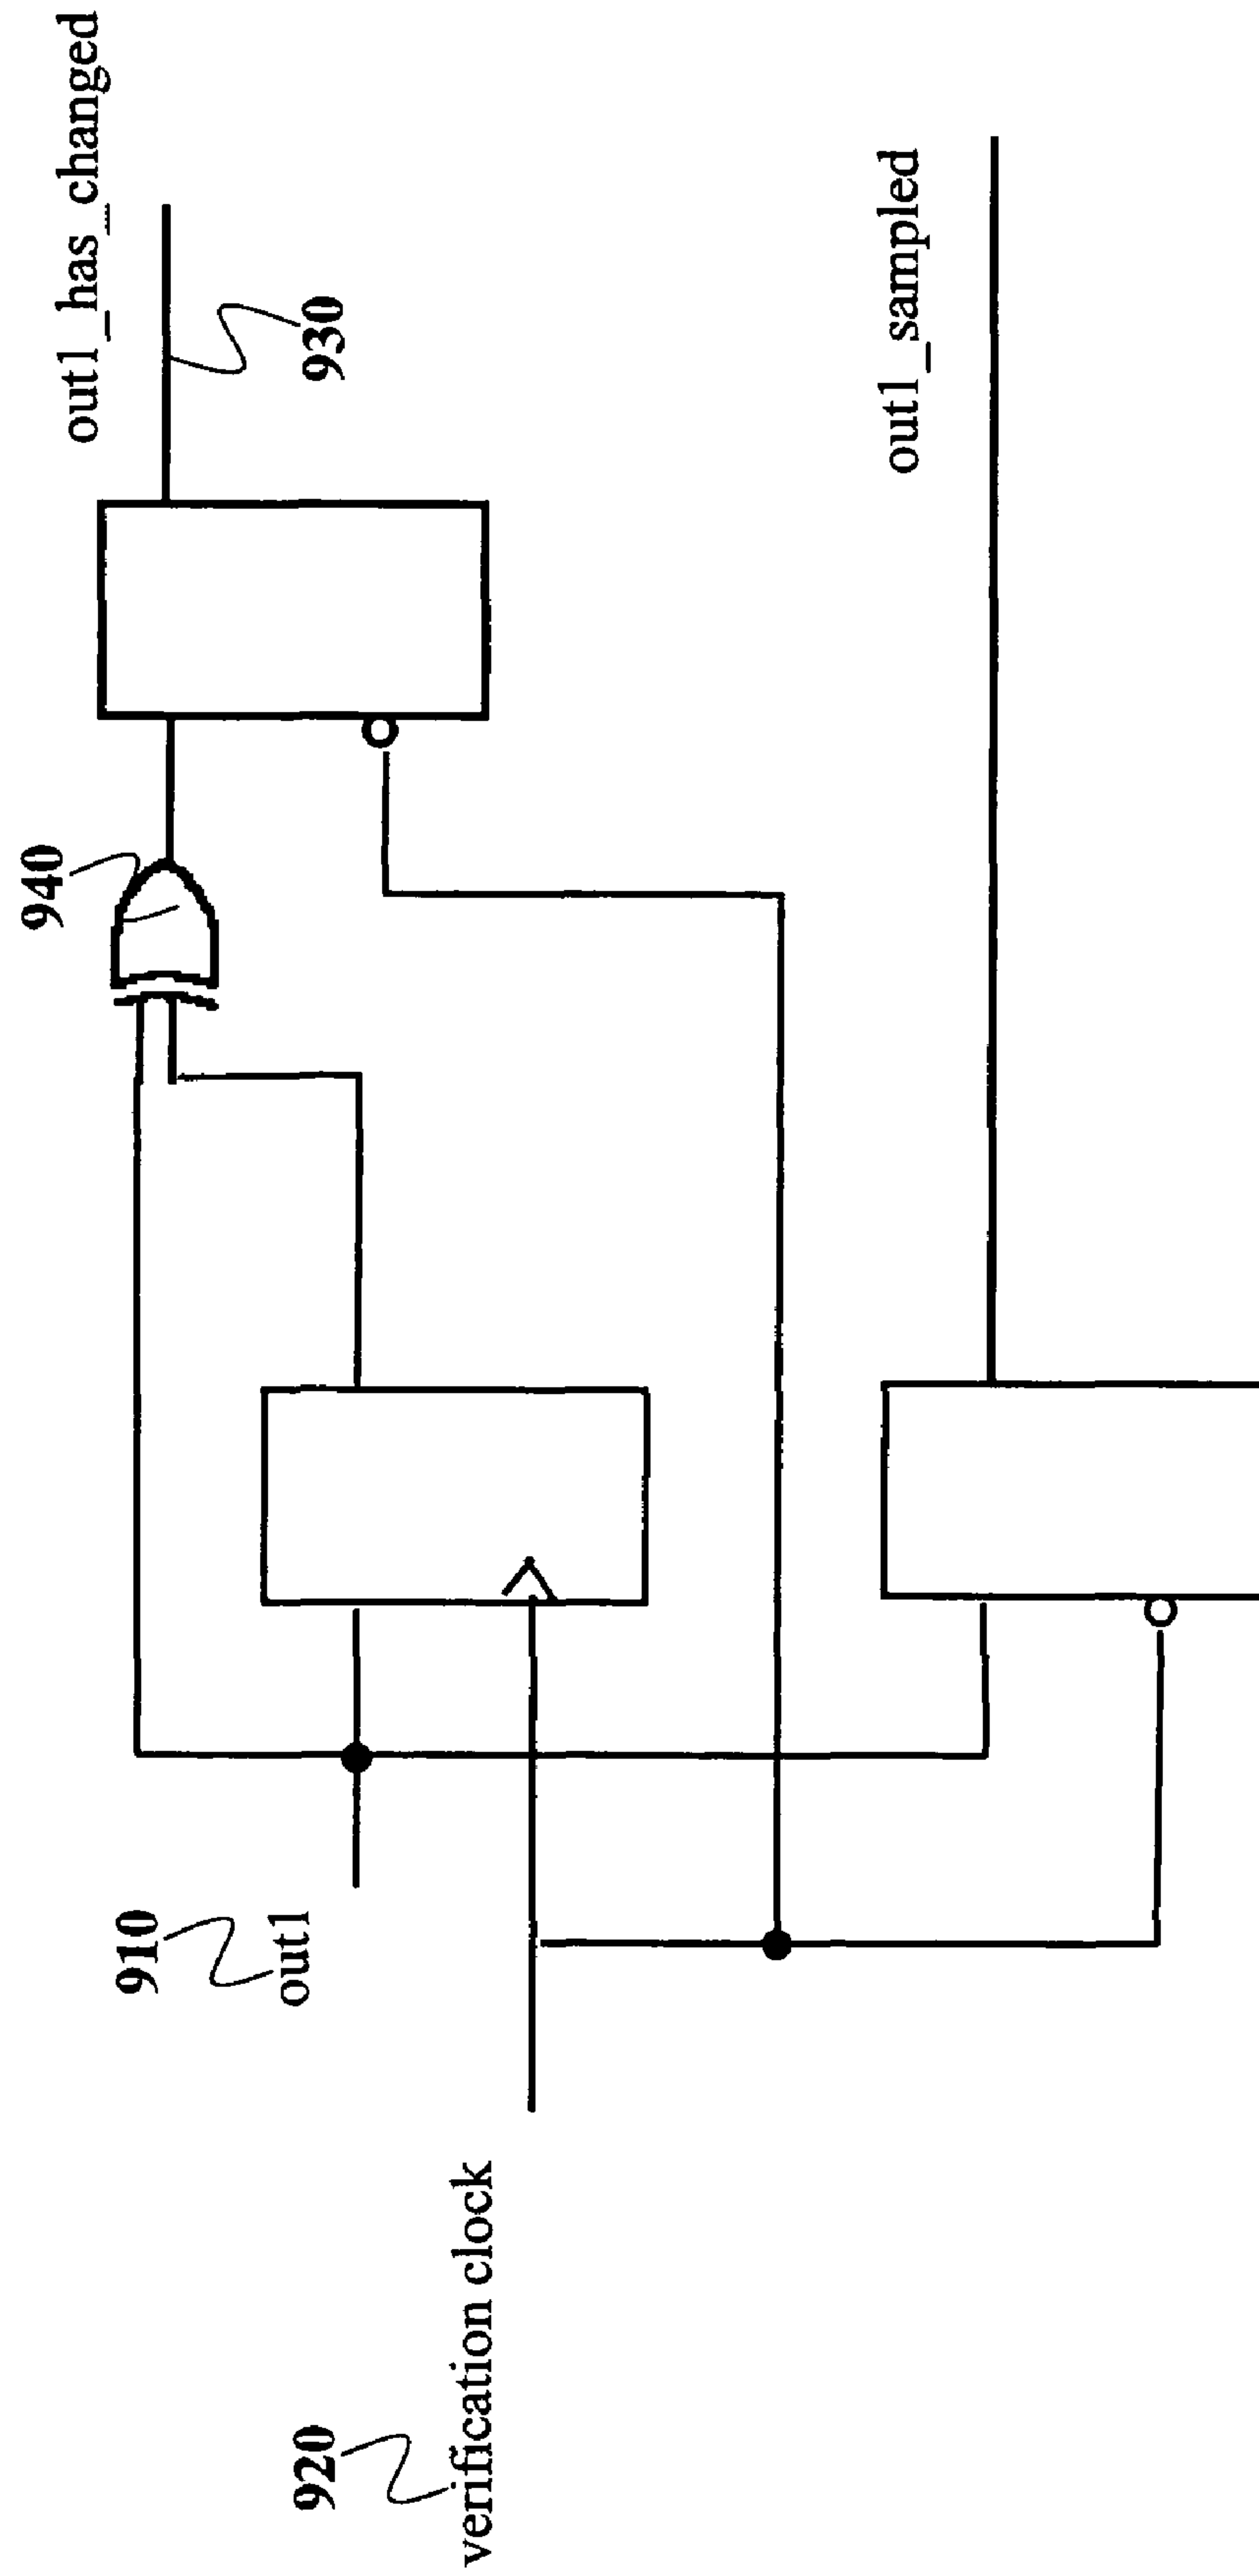 out1_has_changed
930
940
out1_sampled
910
out1
920
verification clock